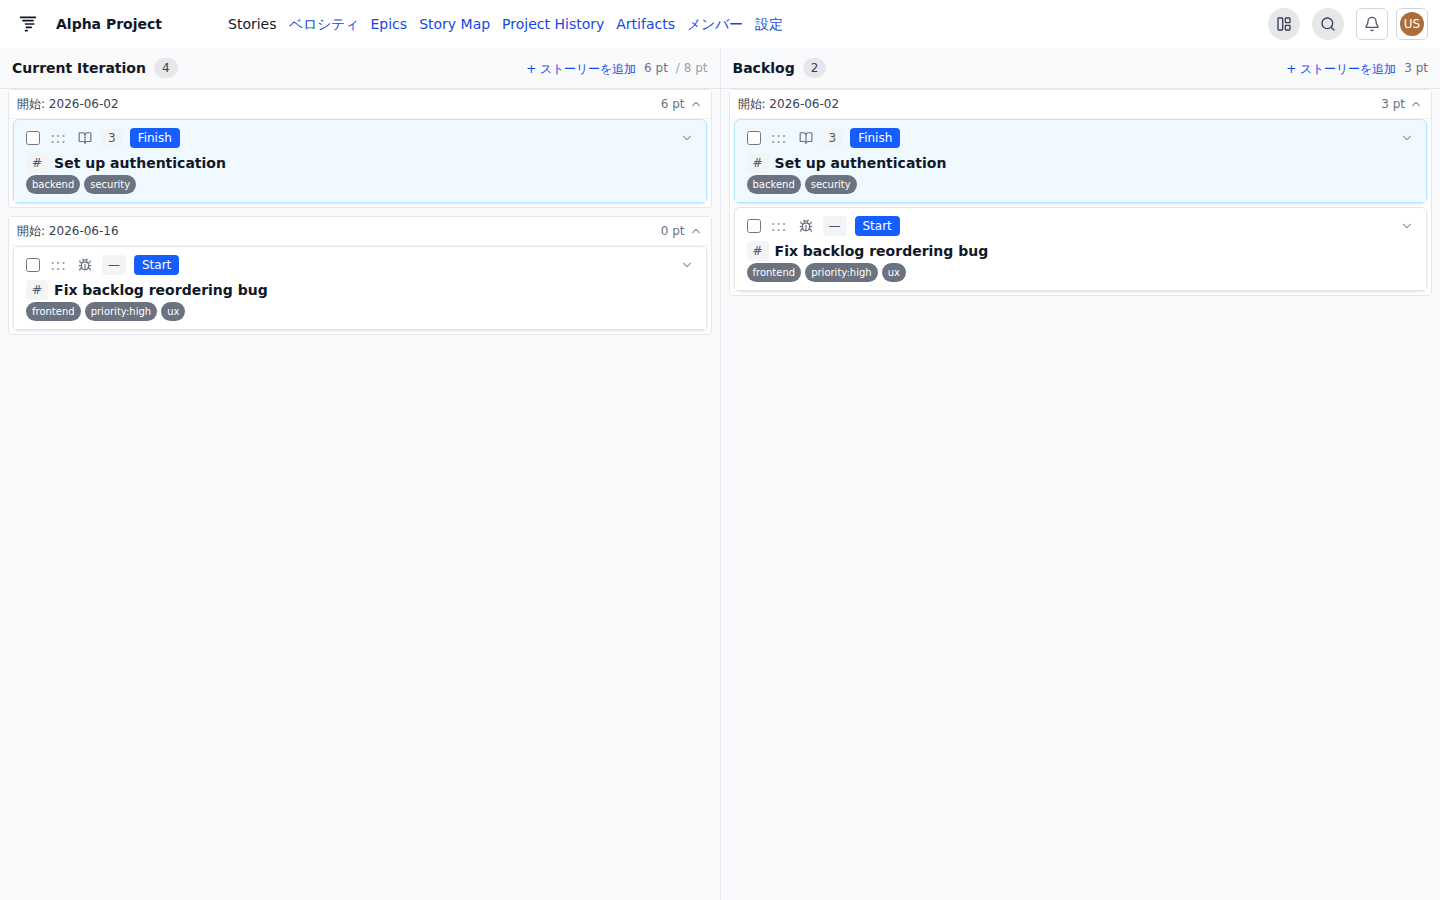 Alpha Project Stories ベロシティ Epics Story Map Project History Artifacts メンバー 設定 US
Current Iteration 4 + ストーリーを追加 6 pt / 8 pt
開始: 2026-06-02 6 pt
3 Finish
# Set up authentication
backend security
開始: 2026-06-16 0 pt
— Start
# Fix backlog reordering bug
frontend priority:high ux
Backlog 2 + ストーリーを追加 3 pt
開始: 2026-06-02 3 pt
3 Finish
# Set up authentication
backend security
— Start
# Fix backlog reordering bug
frontend priority:high ux